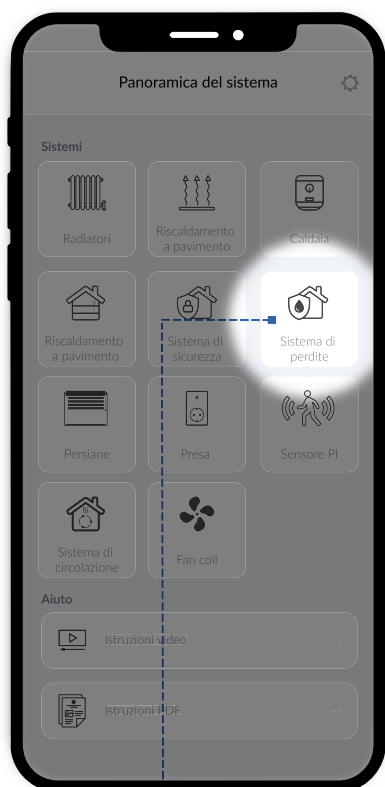 Panoramica del sistema
Sistemi
Radiatori
Riscaldamento
a pavimento
Caldaia
Riscaldamento
a pavimento
Sistema di
sicurezza
Sistema di
perdite
Persiane
Presa
Sensore PI
Sistema di
circolazione
Fan coil
Aiuto
Istruzioni video
Istruzioni PDF